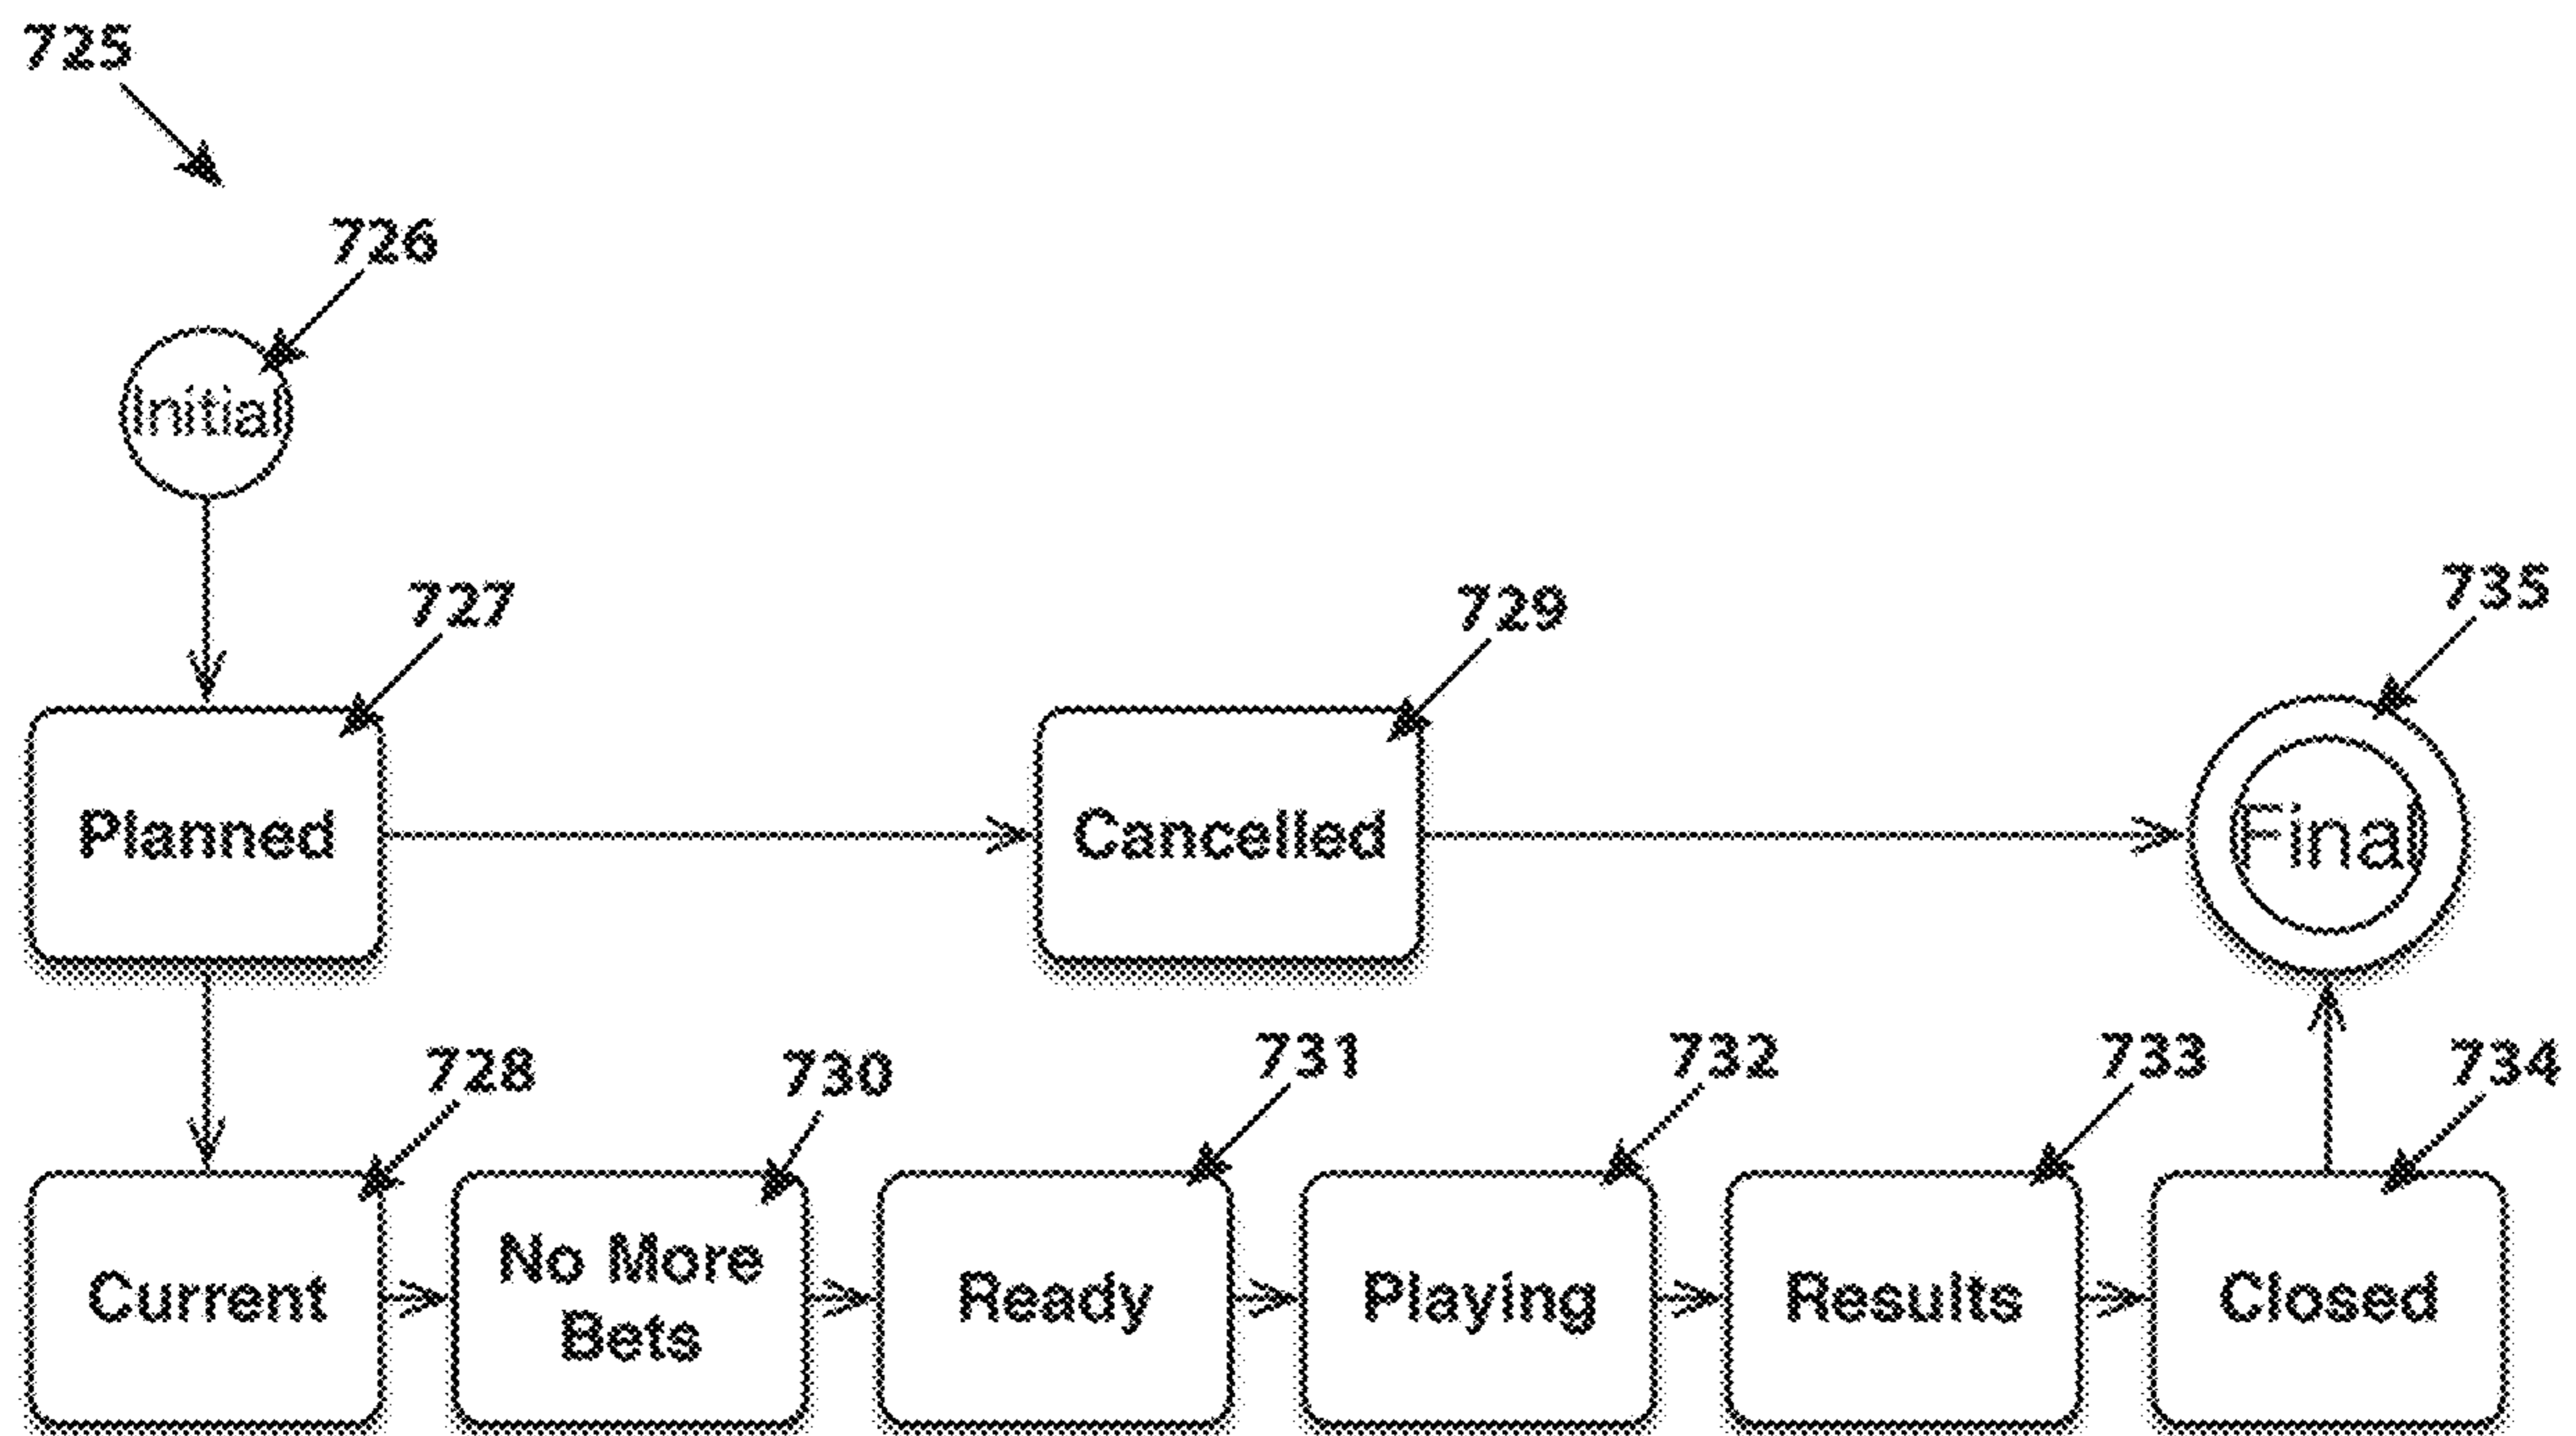 725
726
Initial
727
729
735
Planned
Cancelled
Final
728
730
731
732
733
734
Current
No More
Bets
Ready
Playing
Results
Closed